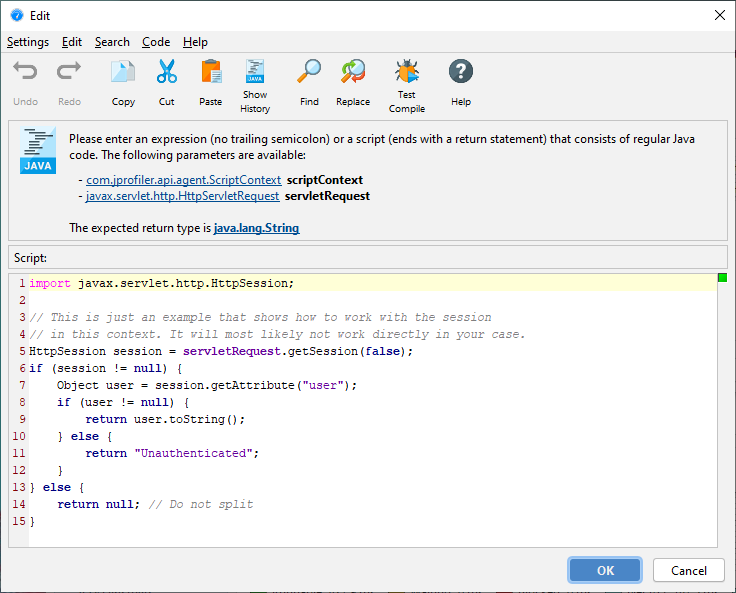 Edit
Settings Edit Search Code Help
Undo Redo Copy Cut Paste Show History Find Replace Test Compile Help
JAVA
Please enter an expression (no trailing semicolon) or a script (ends with a return statement) that consists of regular Java
code. The following parameters are available:
- com.jprofiler.api.agent.ScriptContext scriptContext
- javax.servlet.http.HttpServletRequest servletRequest
The expected return type is java.lang.String
Script:
1 import javax.servlet.http.HttpSession;
2
3 // This is just an example that shows how to work with the session
4 // in this context. It will most likely not work directly in your case.
5 HttpSession session = servletRequest.getSession(false);
6 if (session != null) {
7     Object user = session.getAttribute("user");
8     if (user != null) {
9         return user.toString();
10     } else {
11         return "Unauthenticated";
12     }
13 } else {
14     return null; // Do not split
15 }
OK Cancel